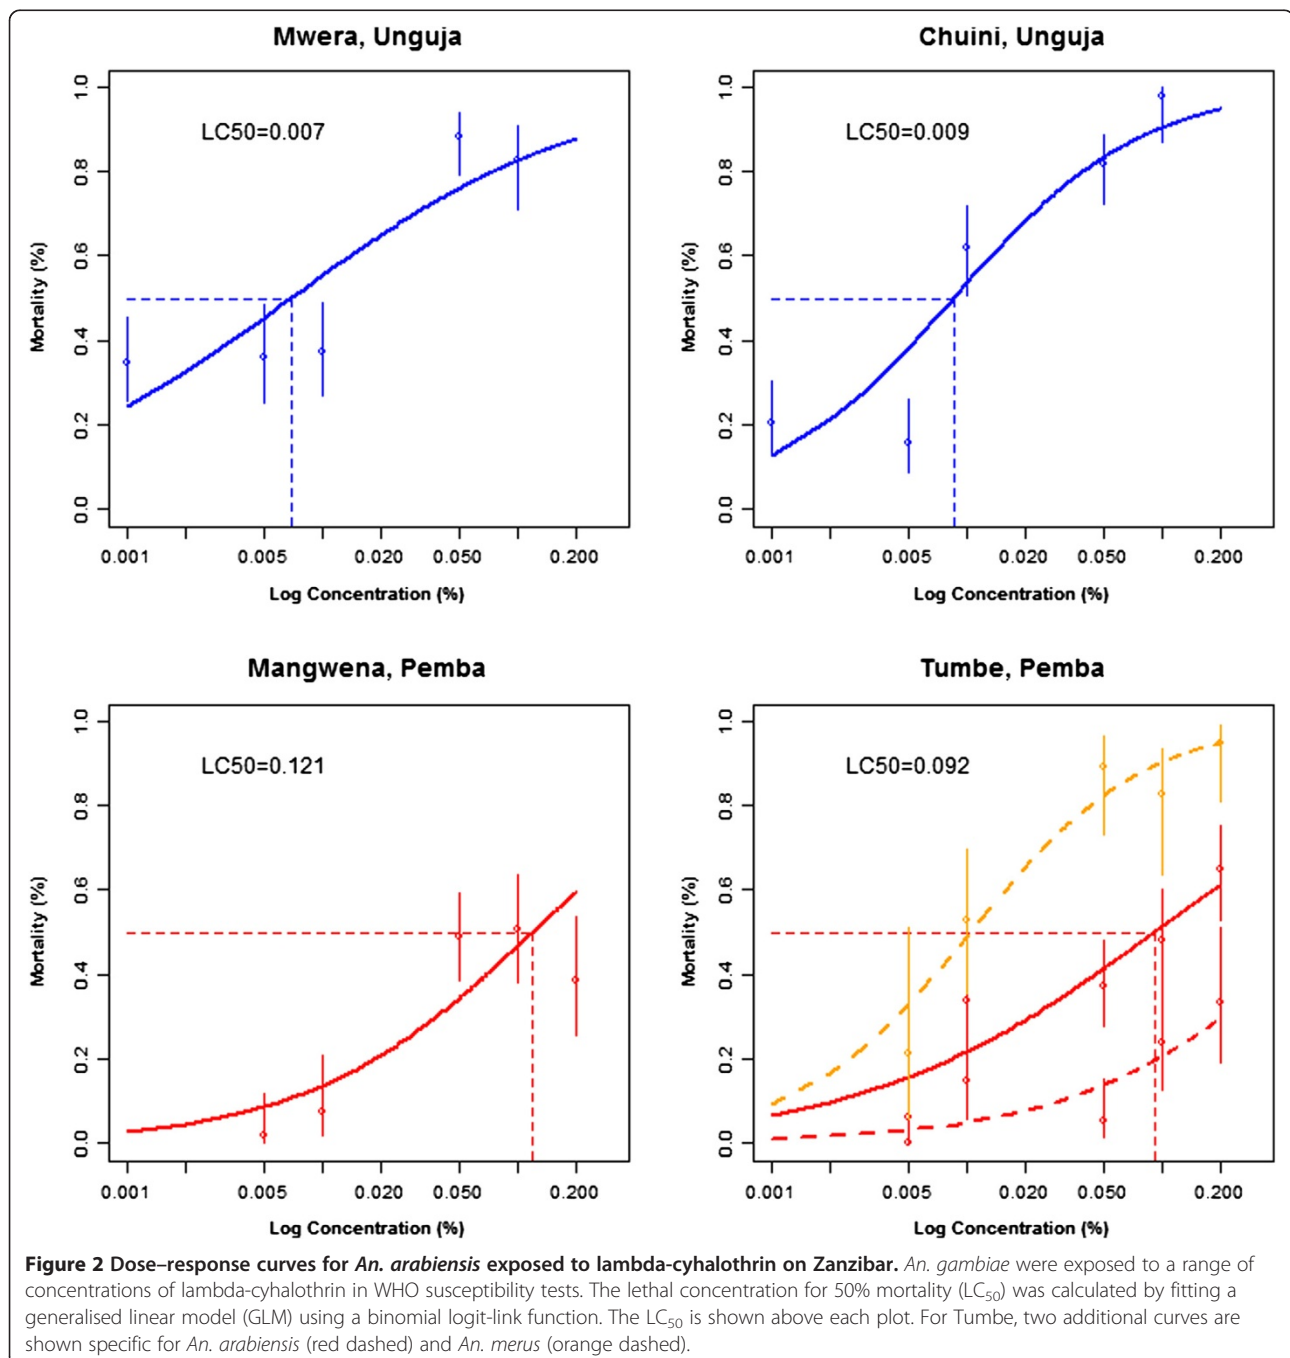 Mwera, Unguja
LC50=0.007
Mortality (%)
1.0
0.8
0.6
0.4
0.2
0.0
0.001 0.005 0.020 0.050 0.200
Log Concentration (%)
Chuini, Unguja
LC50=0.009
Mortality (%)
1.0
0.8
0.6
0.4
0.2
0.0
0.001 0.005 0.020 0.050 0.200
Log Concentration (%)
Mangwena, Pemba
LC50=0.121
Mortality (%)
1.0
0.8
0.6
0.4
0.2
0.0
0.001 0.005 0.020 0.050 0.200
Log Concentration (%)
Tumbe, Pemba
LC50=0.092
Mortality (%)
1.0
0.8
0.6
0.4
0.2
0.0
0.001 0.005 0.020 0.050 0.200
Log Concentration (%)
Figure 2 Dose–response curves for An. arabiensis exposed to lambda-cyhalothrin on Zanzibar. An. gambiae were exposed to a range of
concentrations of lambda-cyhalothrin in WHO susceptibility tests. The lethal concentration for 50% mortality (LC50) was calculated by fitting a
generalised linear model (GLM) using a binomial logit-link function. The LC50 is shown above each plot. For Tumbe, two additional curves are
shown specific for An. arabiensis (red dashed) and An. merus (orange dashed).